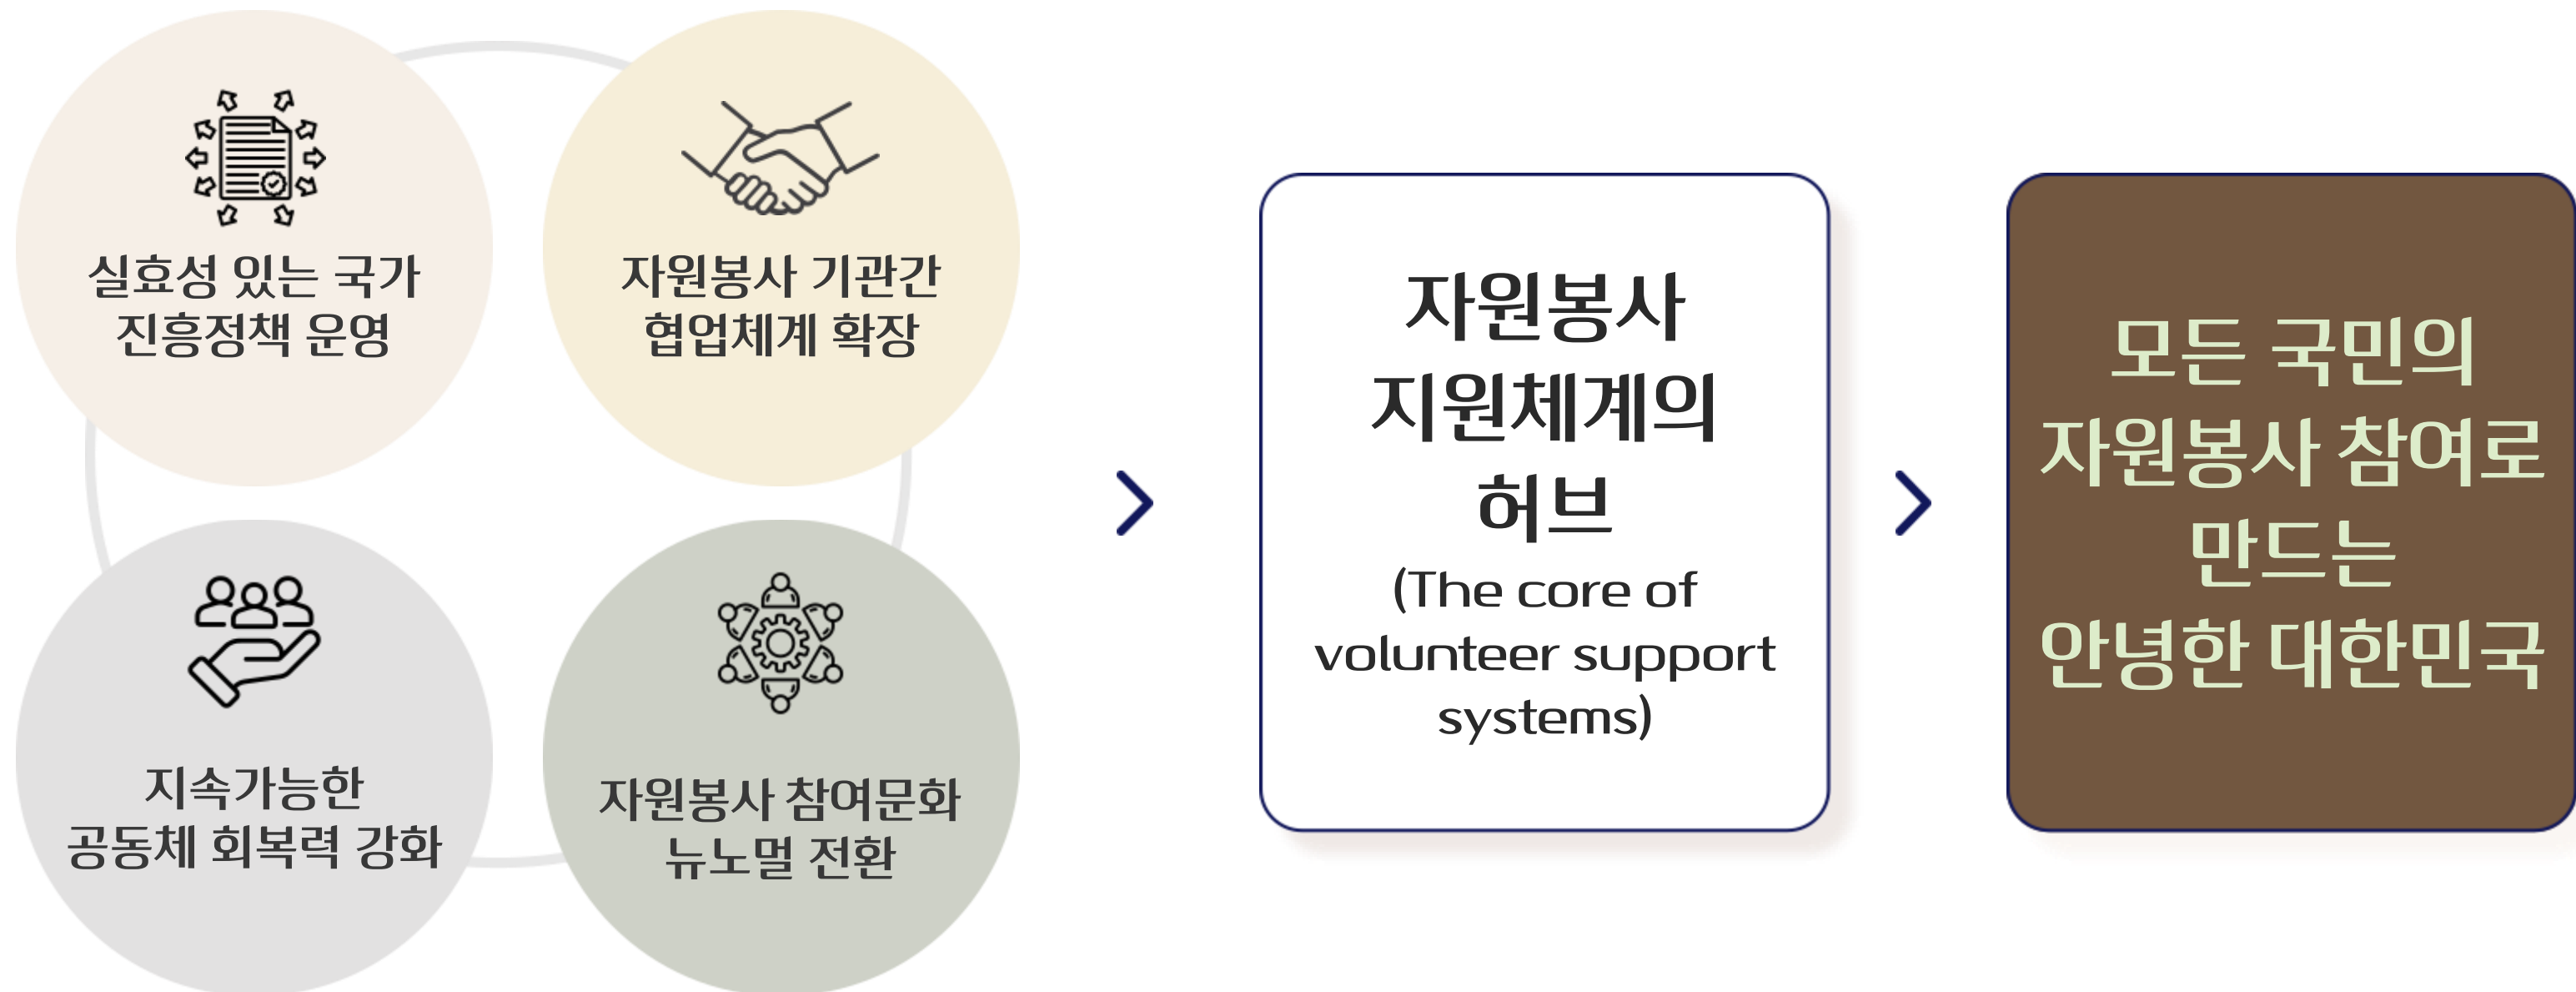 실효성 있는 국가
진흥정책 운영
자원봉사 기관간
협업체계 확장
지속가능한
공동체 회복력 강화
자원봉사 참여문화
뉴노멀 전환
자원봉사
지원체계의
허브
(The core of
volunteer support
systems)
모든 국민의
자원봉사 참여로
만드는
안녕한 대한민국